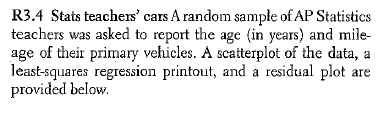 R3.4 Stats teachers' cars A random sample of AP Statistics
teachers was asked to report the age (in years) and mile-
age of their primary vehicles. A scatterplot of the data, a
least-squares regression printout, and a residual plot are
provided below.